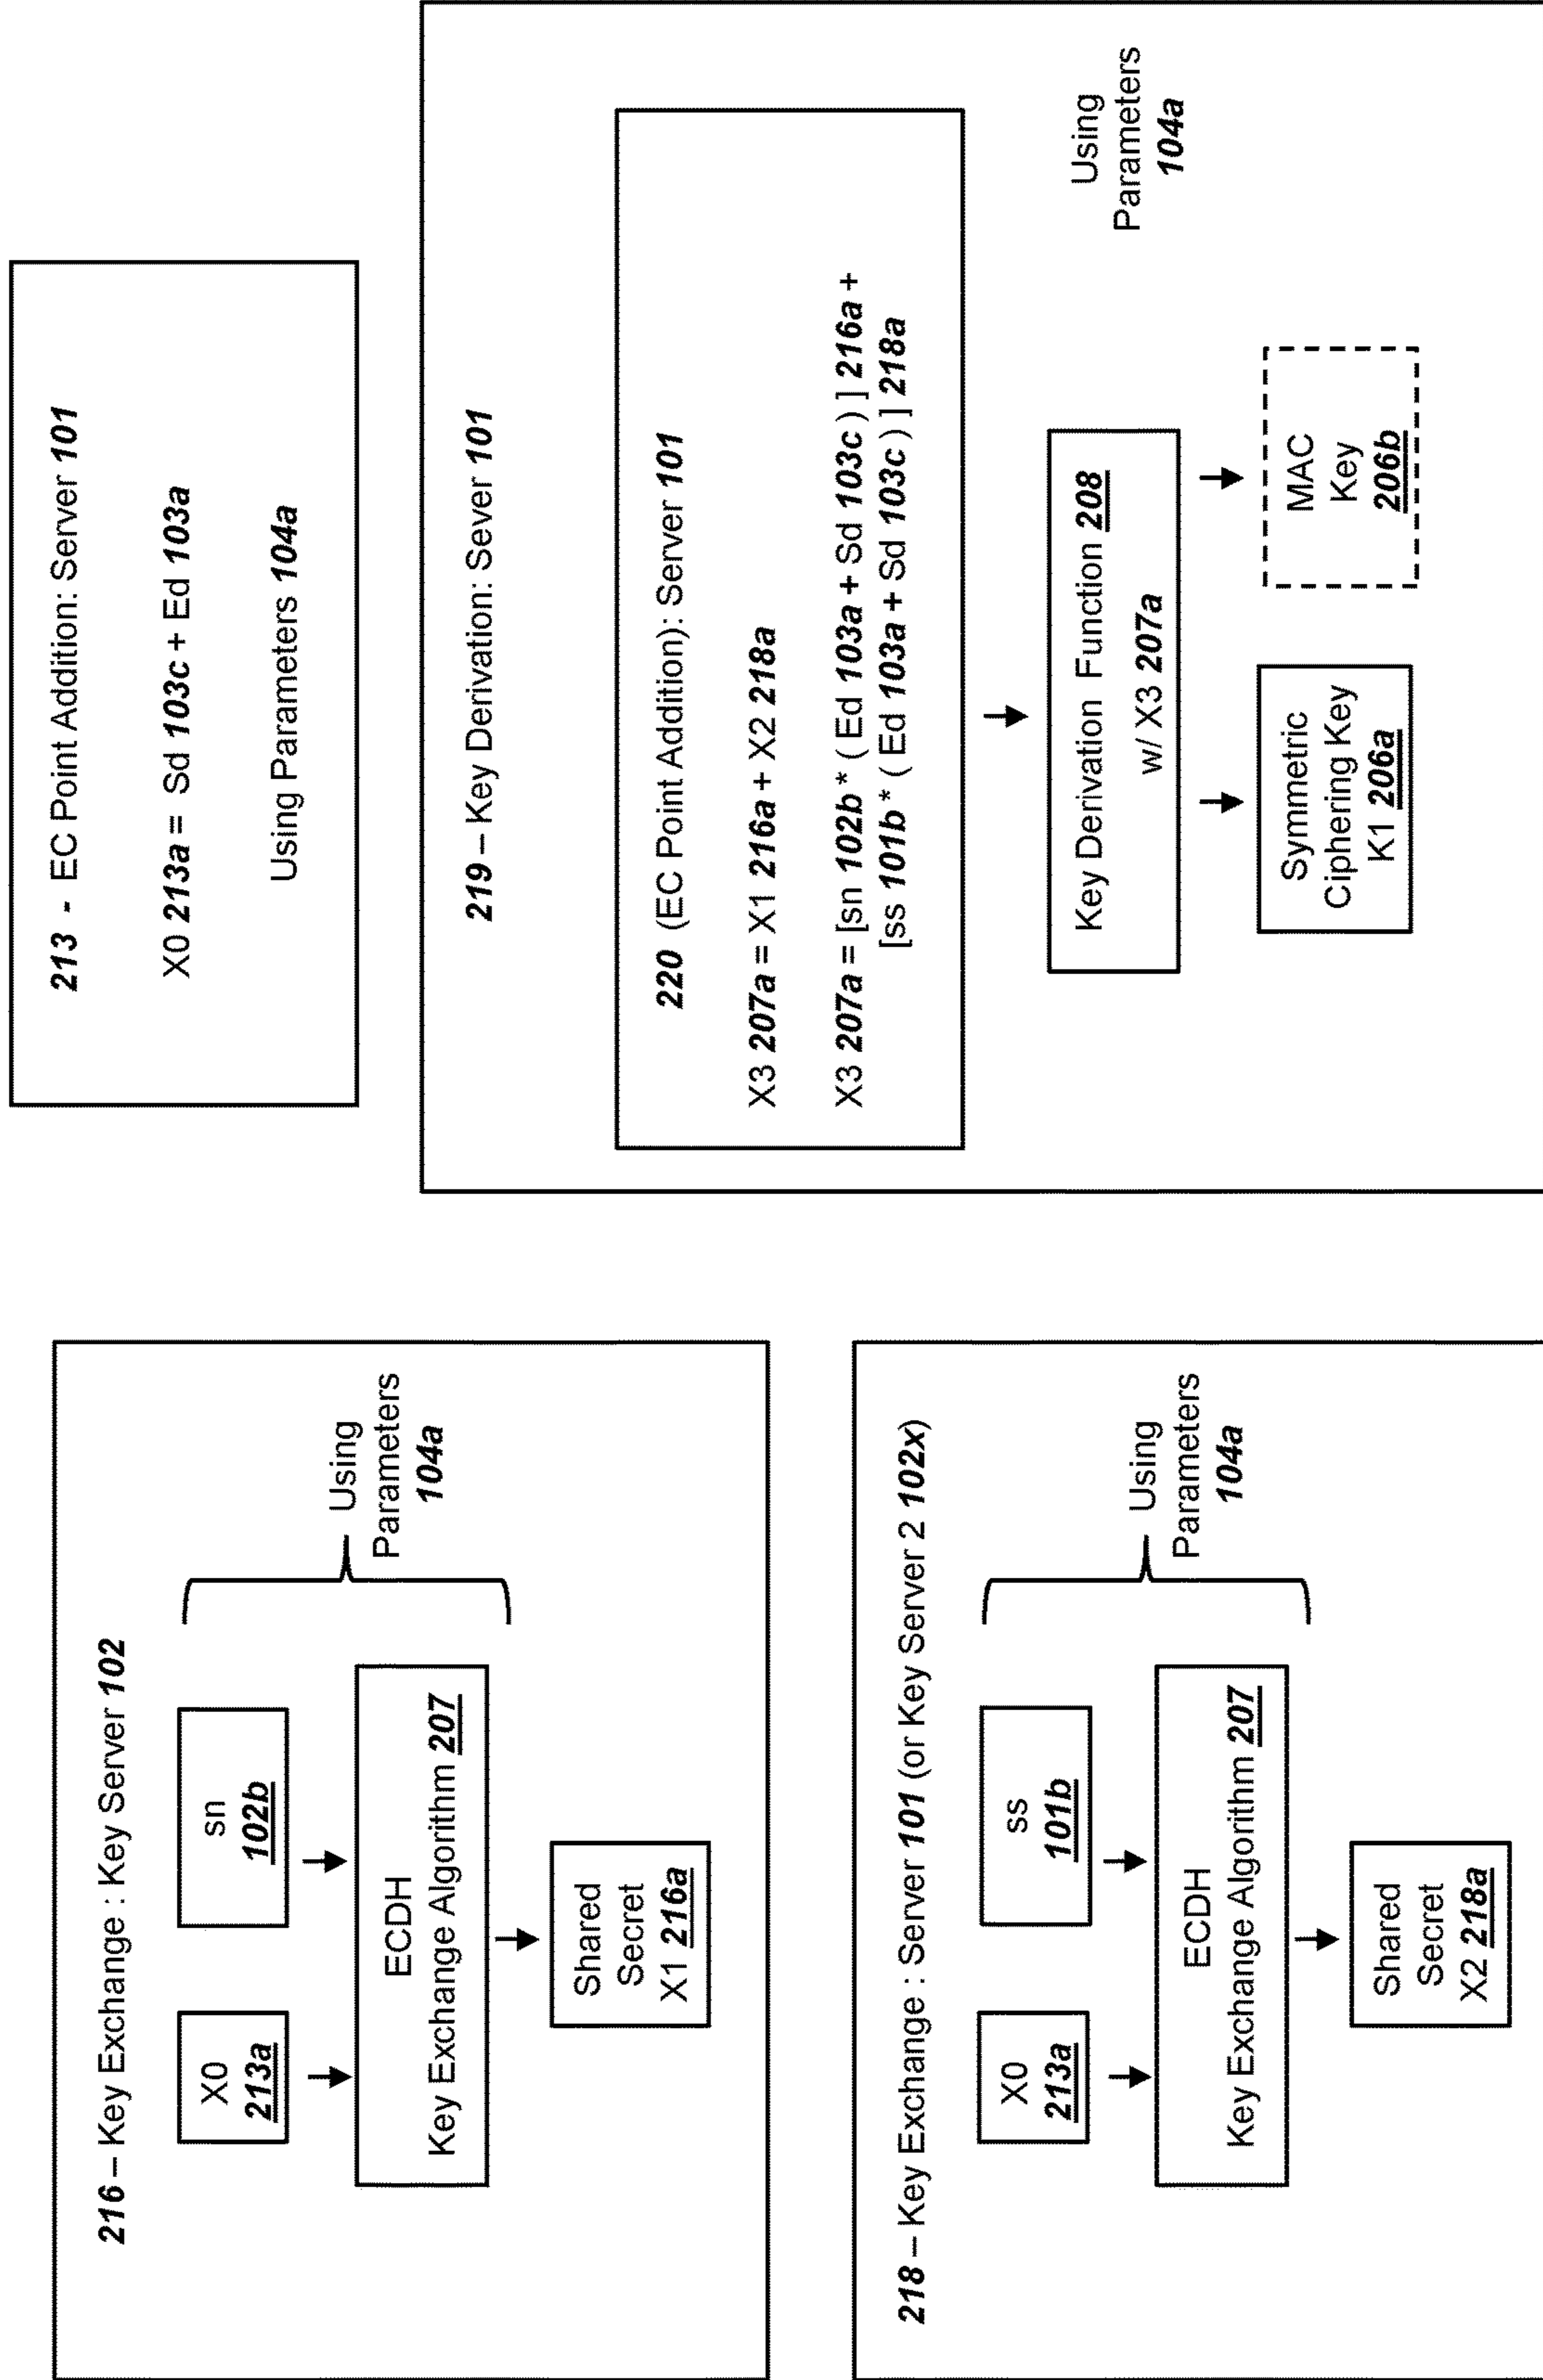 216 – Key Exchange : Key Server 102
X0
213a
sn
102b
ECDH
Key Exchange Algorithm 207
Shared
Secret
X1 216a
Using
Parameters
104a
218 – Key Exchange : Server 101 (or Key Server 2 102x)
X0
213a
ss
101b
ECDH
Key Exchange Algorithm 207
Shared
Secret
X2 218a
Using
Parameters
104a
213 - EC Point Addition: Server 101
X0 213a = Sd 103c + Ed 103a
Using Parameters 104a
219 – Key Derivation: Sever 101
220 (EC Point Addition): Server 101
X3 207a = X1 216a + X2 218a
X3 207a = [sn 102b* ( Ed 103a + Sd 103c ) ] 216a +
[ss 101b* ( Ed 103a + Sd 103c ) ] 218a
Key Derivation Function 208
w/ X3 207a
Symmetric
Ciphering Key
K1 206a
MAC
Key
206b
Using
Parameters
104a